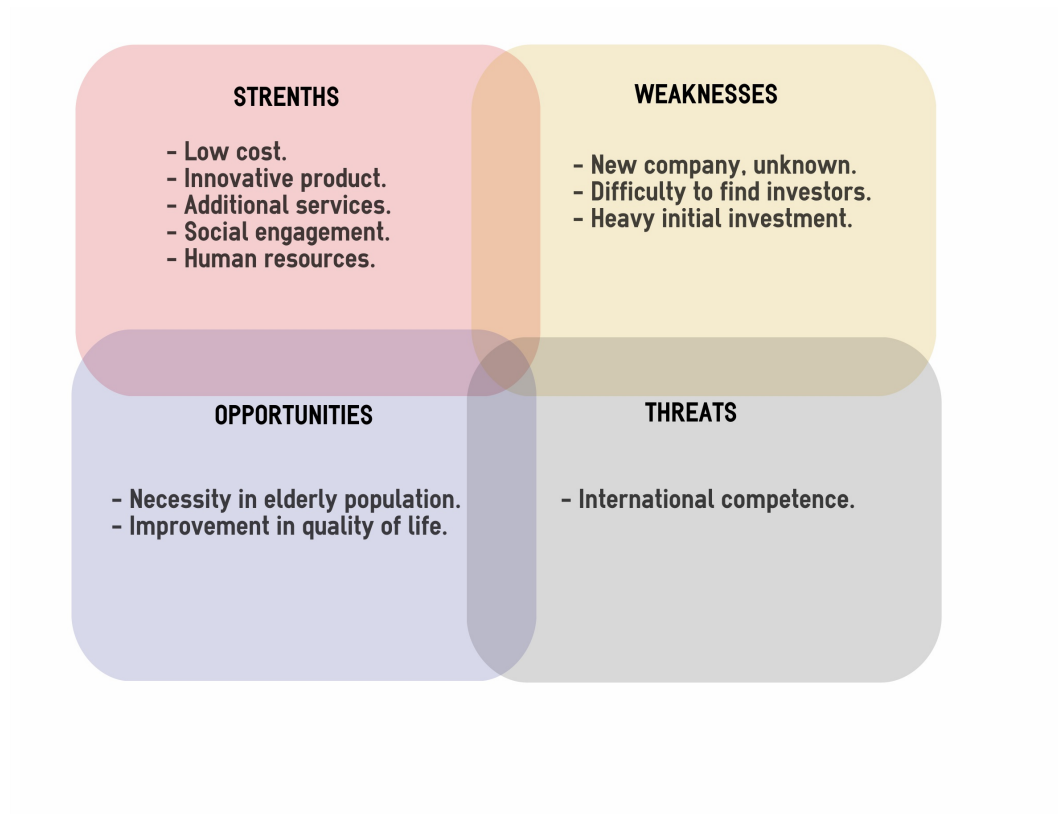 STRENTHS
- Low cost.
- Innovative product.
- Additional services.
- Social engagement.
- Human resources.
WEAKNESSES
- New company, unknown.
- Difficulty to find investors.
- Heavy initial investment.
OPPORTUNITIES
- Necessity in elderly population.
- Improvement in quality of life.
THREATS
- International competence.